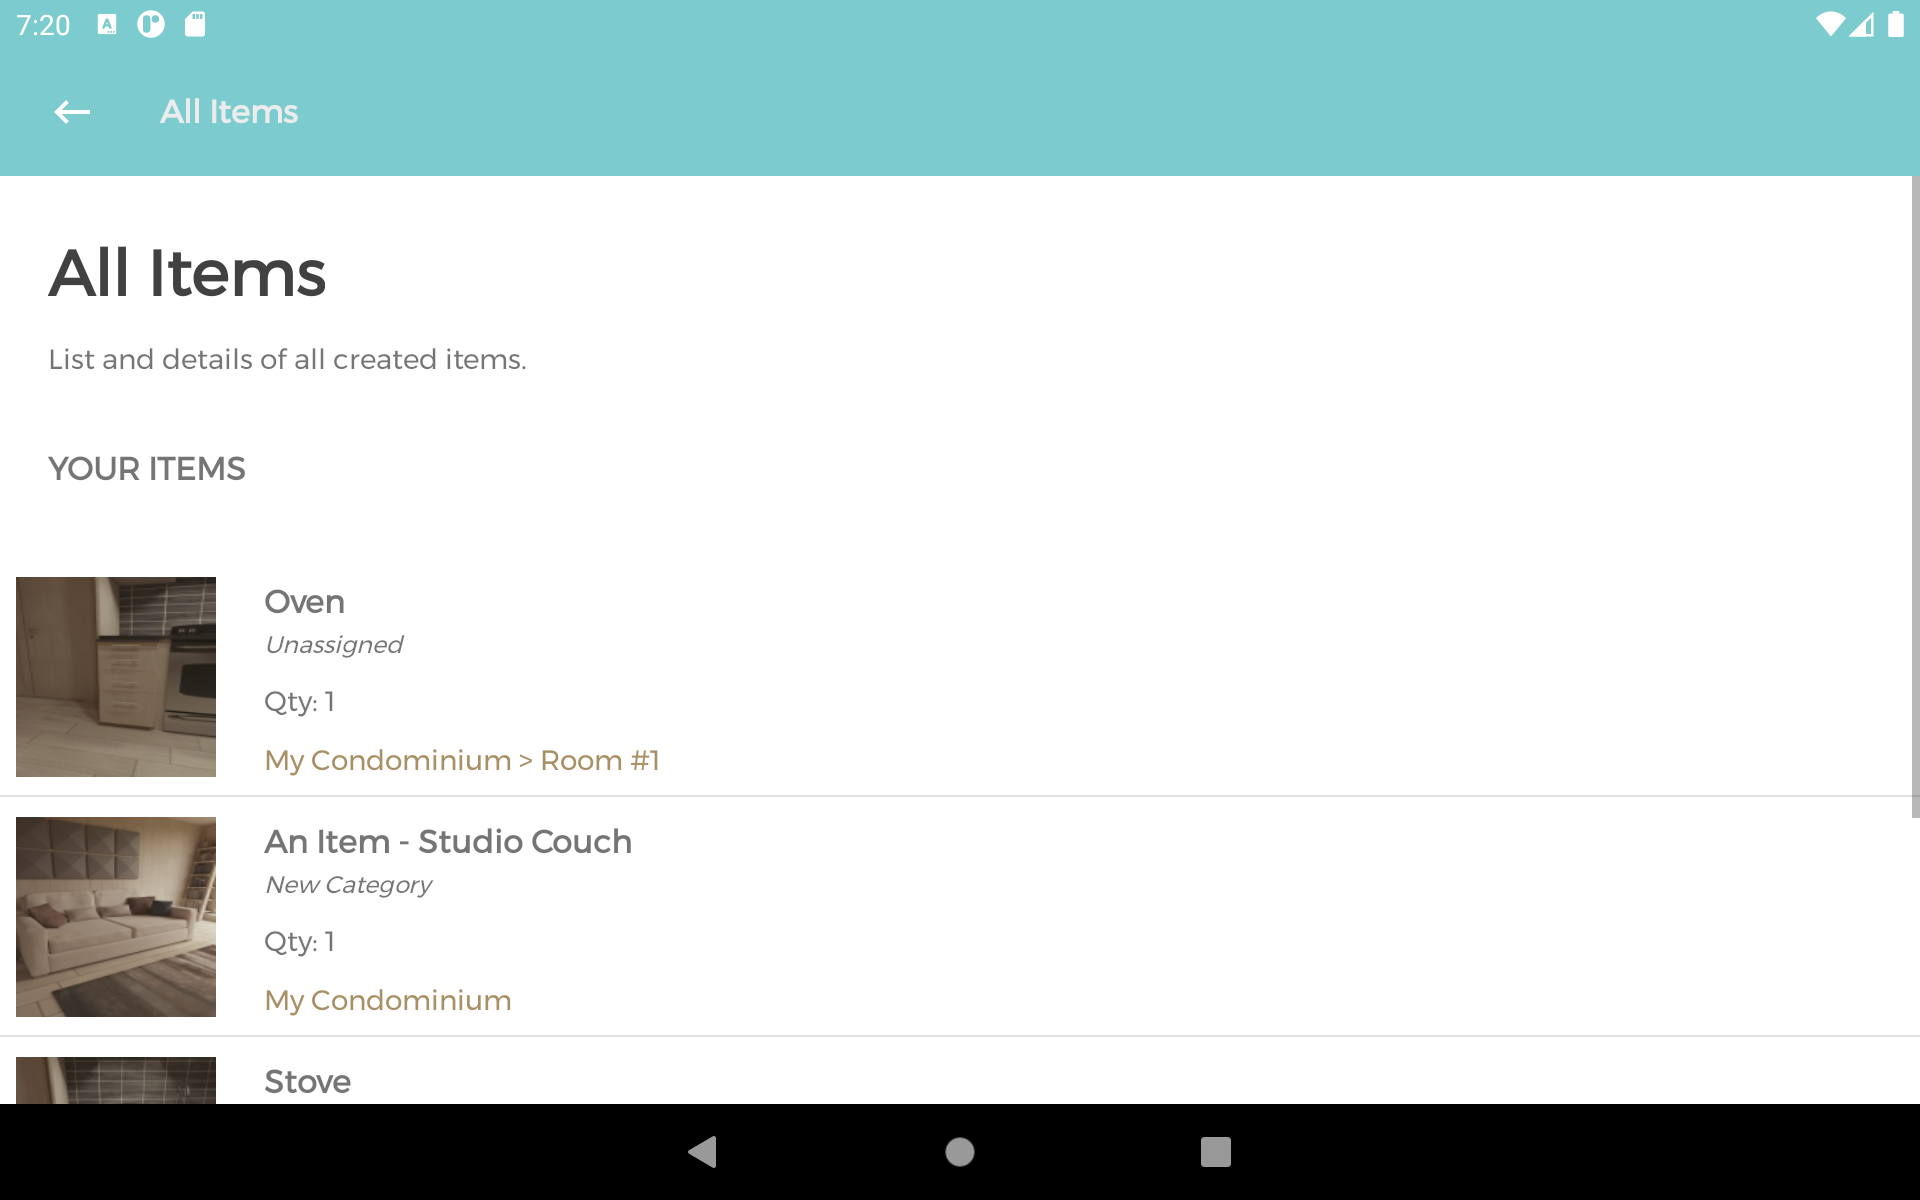 7:20
All Items
All Items
List and details of all created items.
YOUR ITEMS
Oven
Unassigned
Qty: 1
My Condominium > Room #1
An Item - Studio Couch
New Category
Qty: 1
My Condominium
Stove